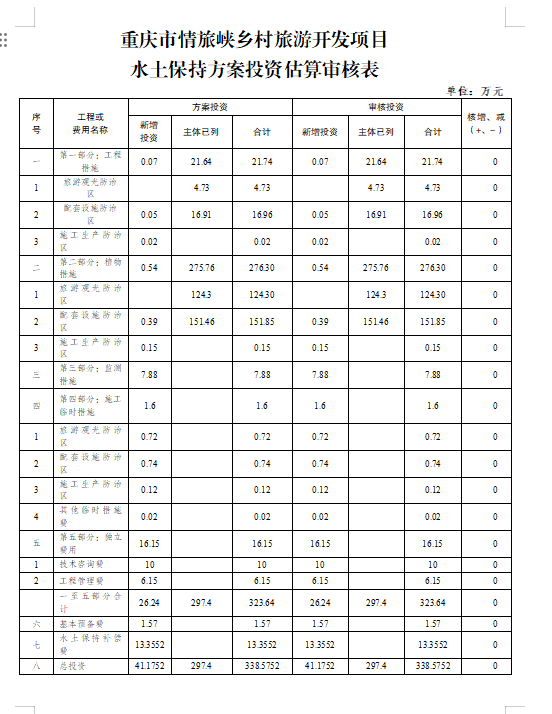 重庆市情旅峡乡村旅游开发项目
水土保持方案投资估算审核表
单位：万元
序号 工程或费用名称 方案投资 审核投资 核增、减（+、-）
新增投资 主体已列 合计 新增投资 主体已列 合计
一 第一部分：工程措施 0.07 21.64 21.74 0.07 21.64 21.74 0
1 旅游观光防治区 4.73 4.73 4.73 4.73 0
2 配套设施防治区 0.05 16.91 16.96 0.05 16.91 16.96 0
3 施工生产防治区 0.02 0.02 0.02 0.02 0
二 第二部分：植物措施 0.54 275.76 276.30 0.54 275.76 276.30 0
1 旅游观光防治区 124.3 124.30 124.3 124.30 0
2 配套设施防治区 0.39 151.46 151.85 0.39 151.46 151.85 0
3 施工生产防治区 0.15 0.15 0.15 0.15 0
三 第三部分：监测措施 7.88 7.88 7.88 7.88 0
四 第四部分：施工临时措施 1.6 1.6 1.6 1.6 0
1 旅游观光防治区 0.72 0.72 0.72 0.72 0
2 配套设施防治区 0.74 0.74 0.74 0.74 0
3 施工生产防治区 0.12 0.12 0.12 0.12 0
4 其他临时措施费 0.02 0.02 0.02 0.02 0
五 第五部分：独立费用 16.15 16.15 16.15 16.15 0
1 技术咨询费 10 10 10 10 0
2 工程管理费 6.15 6.15 6.15 6.15 0
一至五部分合计 26.24 297.4 323.64 26.24 297.4 323.64 0
六 基本预备费 1.57 1.57 1.57 1.57 0
七 水土保持补偿费 13.3552 13.3552 13.3552 13.3552 0
八 总投资 41.1752 297.4 338.5752 41.1752 297.4 338.5752 0